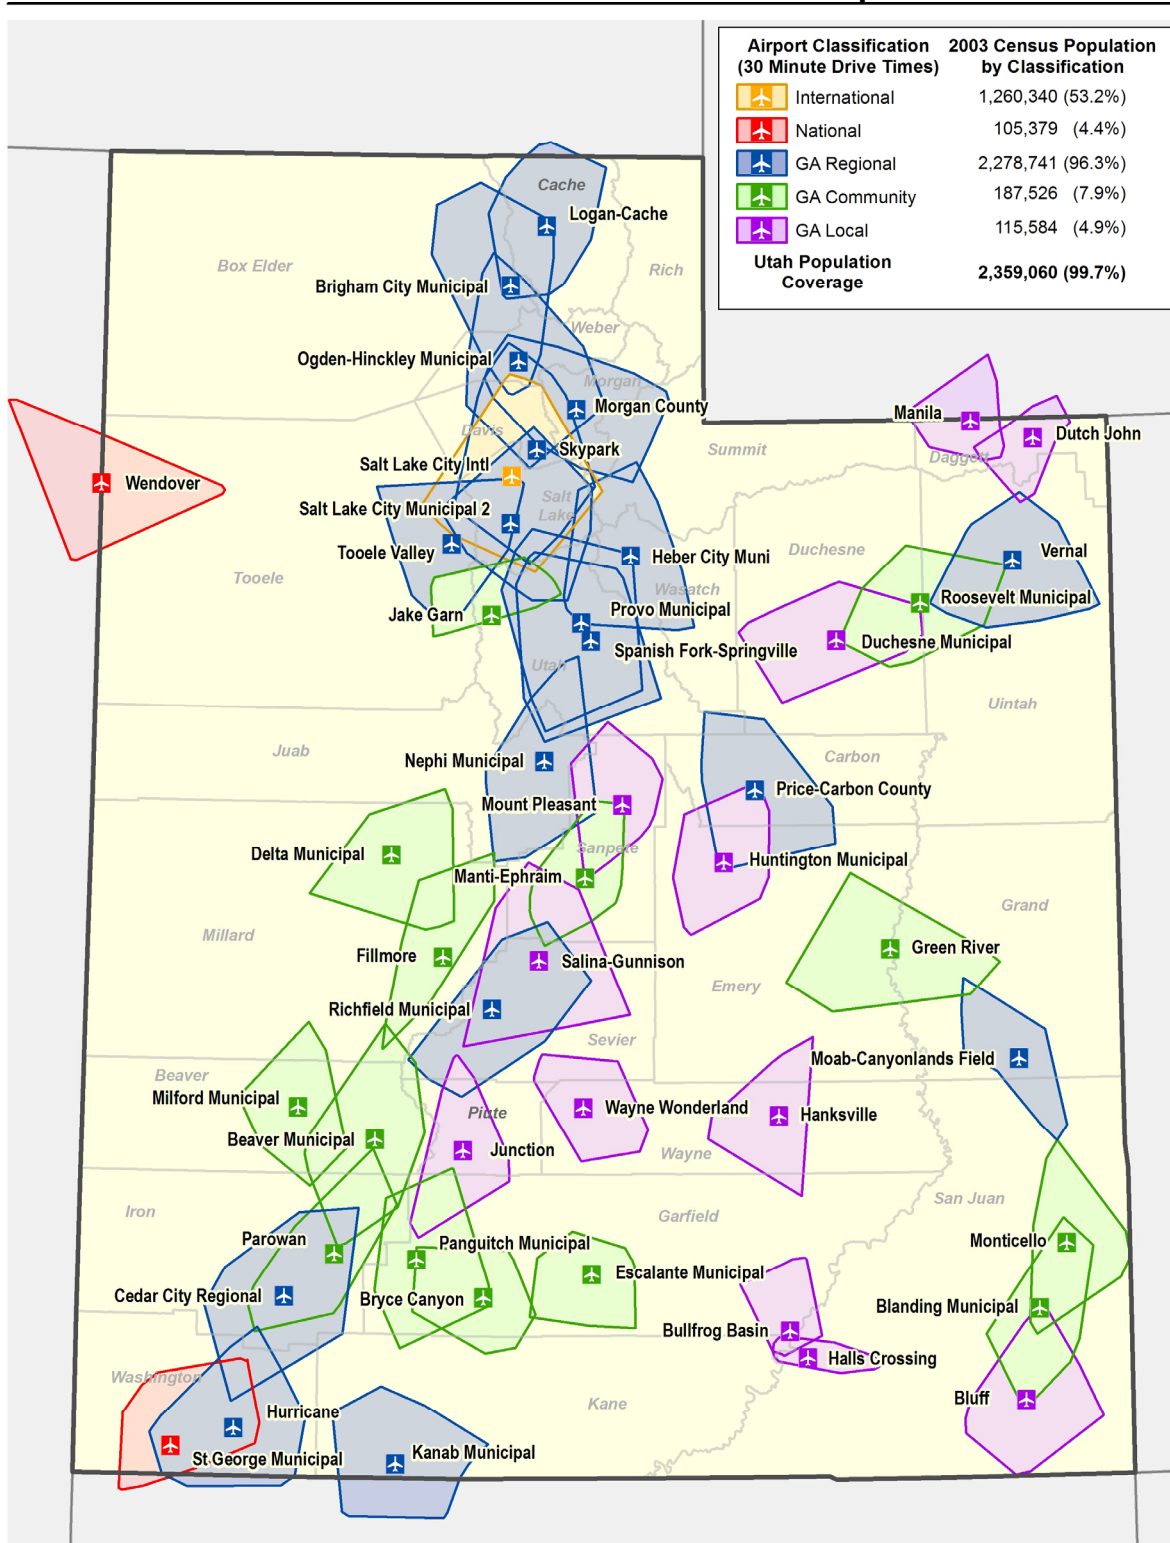 Airport Classification
(30 Minute Drive Times)
2003 Census Population
by Classification
International 1,260,340 (53.2%)
National 105,379 (4.4%)
GA Regional 2,278,741 (96.3%)
GA Community 187,526 (7.9%)
GA Local 115,584 (4.9%)
Utah Population
Coverage
2,359,060 (99.7%)
Cache
Logan-Cache
Box Elder
Rich
Brigham City Municipal
Weber
Ogden-Hinckley Municipal
Morgan
Morgan County
Manila
Dutch John
Davis
Skypark
Summit
Daggett
Salt Lake City Intl
Wendover
Salt
Lake
Salt Lake City Municipal 2
Tooele Valley
Heber City Muni
Duchesne
Vernal
Tooele
Wasatch
Roosevelt Municipal
Jake Garn
Provo Municipal
Duchesne Municipal
Spanish Fork-Springville
Utah
Uintah
Juab
Nephi Municipal
Carbon
Price-Carbon County
Mount Pleasant
Sanpete
Delta Municipal
Huntington Municipal
Manti-Ephraim
Grand
Millard
Green River
Fillmore
Salina-Gunnison
Emery
Richfield Municipal
Sevier
Moab-Canyonlands Field
Beaver
Milford Municipal
Piute
Wayne Wonderland
Hanksville
Beaver Municipal
Junction
Wayne
San Juan
Iron
Garfield
Parowan
Panguitch Municipal
Monticello
Escalante Municipal
Cedar City Regional
Bryce Canyon
Blanding Municipal
Bullfrog Basin
Halls Crossing
Washington
Bluff
Kane
Hurricane
St George Municipal
Kanab Municipal